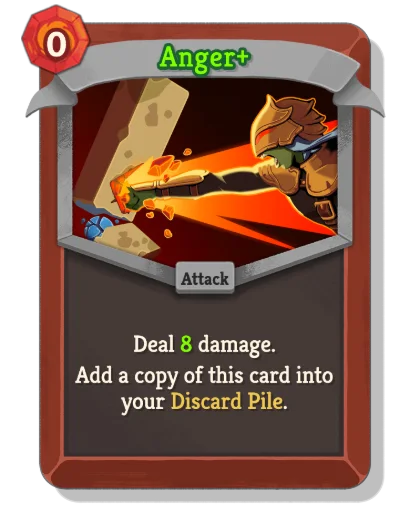 0
Anger+
Attack
Deal 8 damage.
Add a copy of this card into
your Discard Pile.